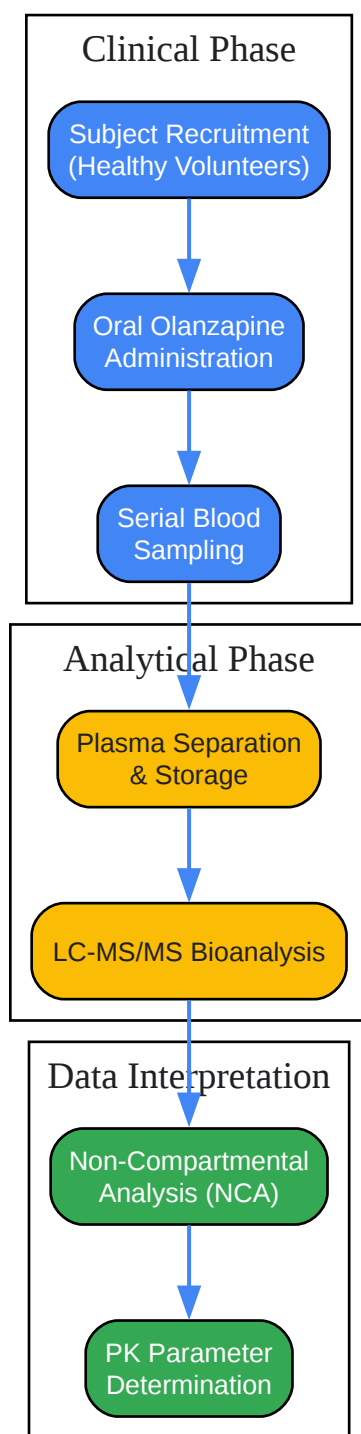 Clinical Phase
Subject Recruitment
(Healthy Volunteers)
Oral Olanzapine
Administration
Serial Blood
Sampling
Analytical Phase
Plasma Separation
& Storage
LC-MS/MS Bioanalysis
Data Interpretation
Non-Compartmental
Analysis (NCA)
PK Parameter
Determination